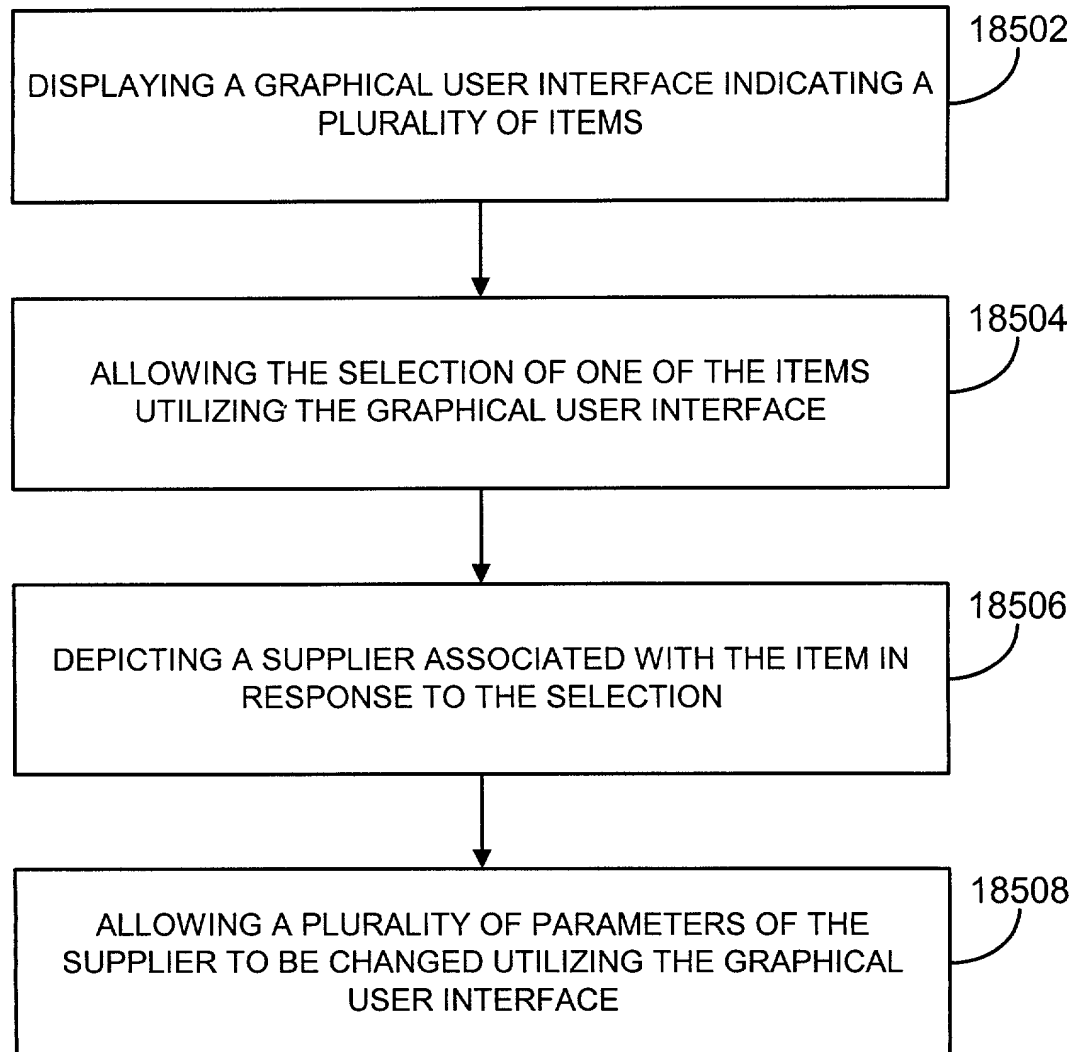 18502
DISPLAYING A GRAPHICAL USER INTERFACE INDICATING A
PLURALITY OF ITEMS
18504
ALLOWING THE SELECTION OF ONE OF THE ITEMS
UTILIZING THE GRAPHICAL USER INTERFACE
18506
DEPICTING A SUPPLIER ASSOCIATED WITH THE ITEM IN
RESPONSE TO THE SELECTION
18508
ALLOWING A PLURALITY OF PARAMETERS OF THE
SUPPLIER TO BE CHANGED UTILIZING THE GRAPHICAL
USER INTERFACE